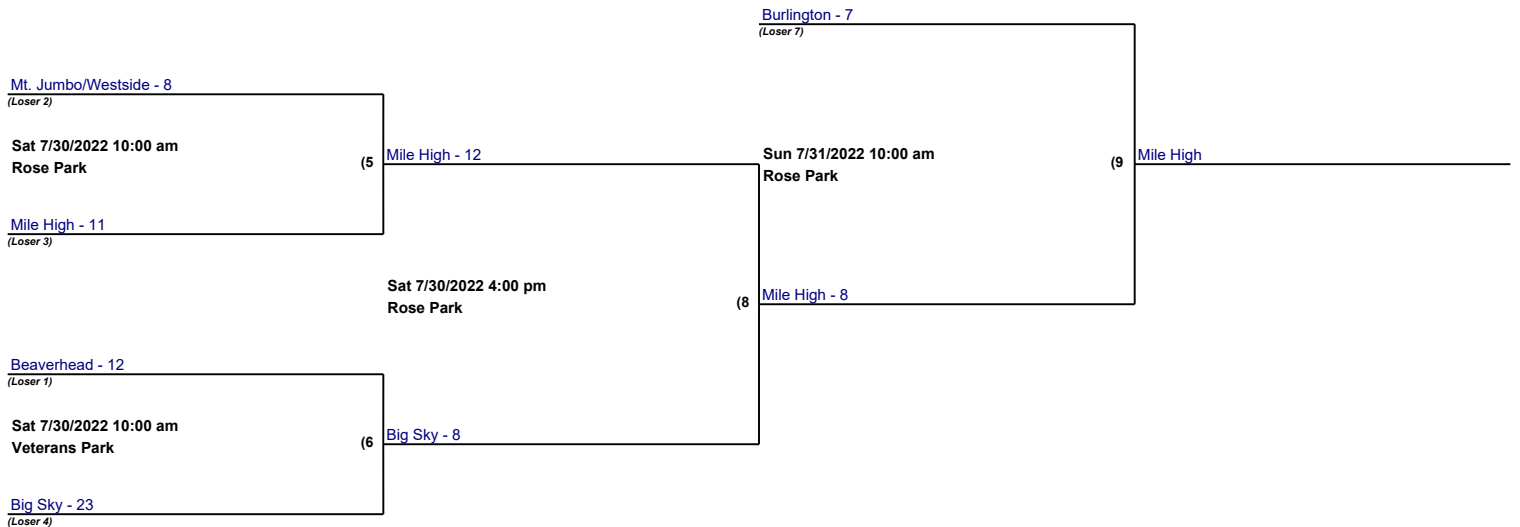 Burlington - 7
(Loser 7)
Mt. Jumbo/Westside - 8
(Loser 2)
Sat 7/30/2022 10:00 am
Rose Park
(5
Mile High - 12
Sun 7/31/2022 10:00 am
Rose Park
(9
Mile High
Mile High - 11
(Loser 3)
Sat 7/30/2022 4:00 pm
Rose Park
(8
Mile High - 8
Beaverhead - 12
(Loser 1)
Sat 7/30/2022 10:00 am
Veterans Park
(6
Big Sky - 8
Big Sky - 23
(Loser 4)